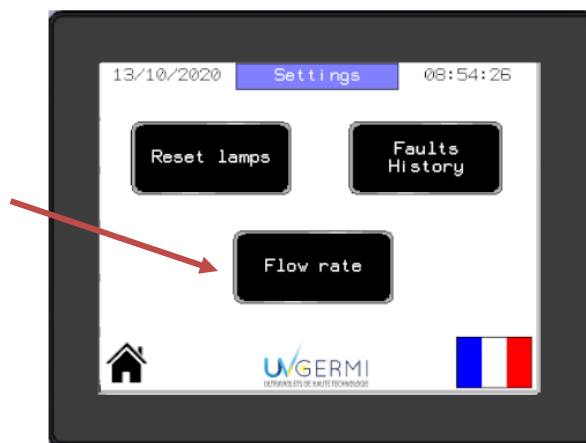 13/10/2020 Settings 08:54:26
Reset lamps
Faults
History
Flow rate
UVGERMI
ULTRAVIOLETS DE HAUTE TECHNOLOGIE